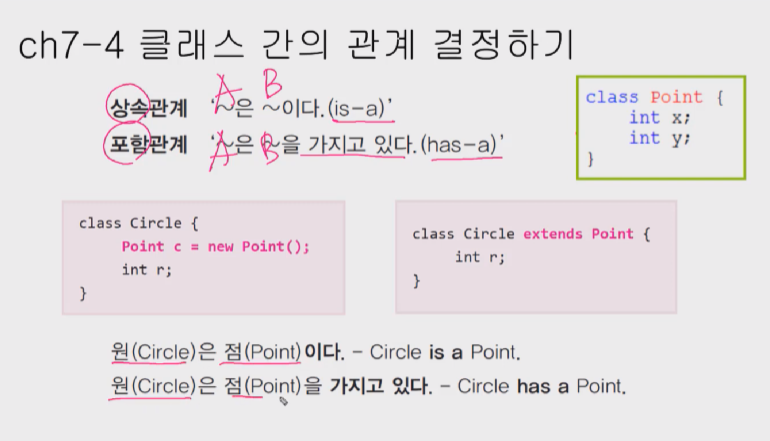 ch7-4 클래스 간의 관계 결정하기
A B
상속관계 '~은 ~이다.(is-a)'
포함관계 '~은 ~을 가지고 있다.(has-a)'
A B
class Point {
int x;
int y;
}
class Circle {
Point c = new Point();
int r;
}
class Circle extends Point {
int r;
}
원(Circle)은 점(Point)이다. – Circle is a Point.
원(Circle)은 점(Point)을 가지고 있다. – Circle has a Point.